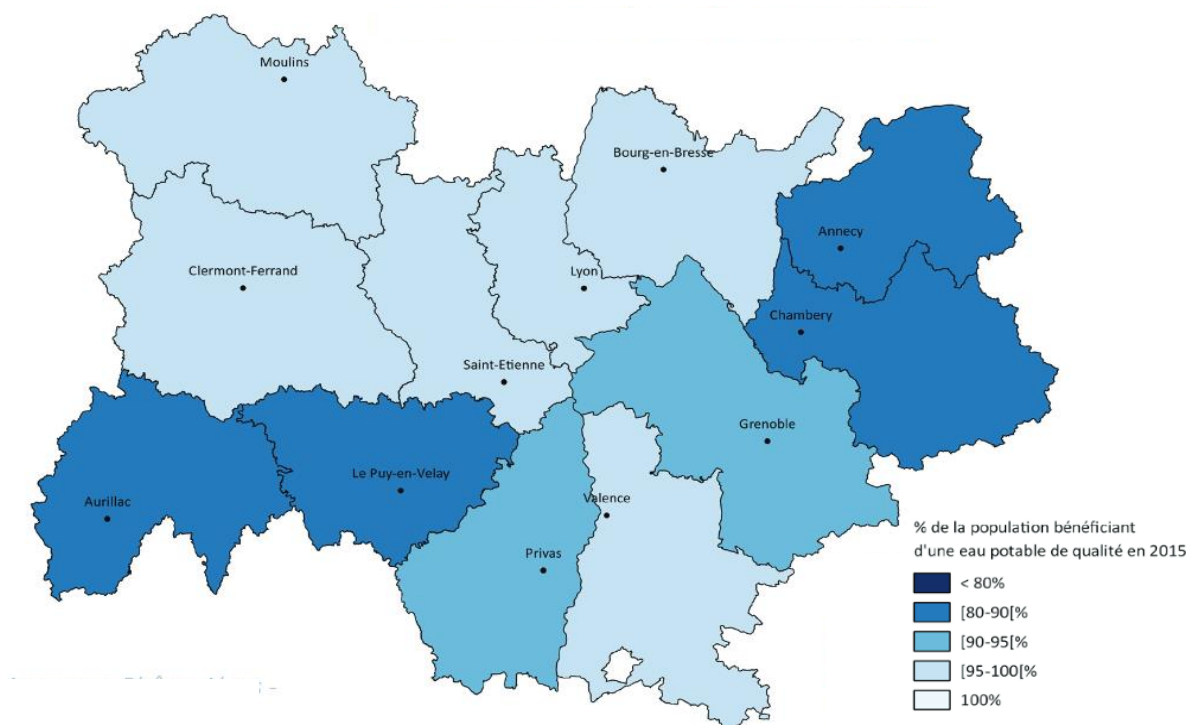 Moulins
Bourg-en-Bresse
Annecy
Clermont-Ferrand
Lyon
Chambery
Saint-Etienne
Grenoble
Le Puy-en-Velay
Aurillac
Valence
Privas
% de la population bénéficiant
d'une eau potable de qualité en 2015
< 80%
[80-90[%
[90-95[%
[95-100[%
100%